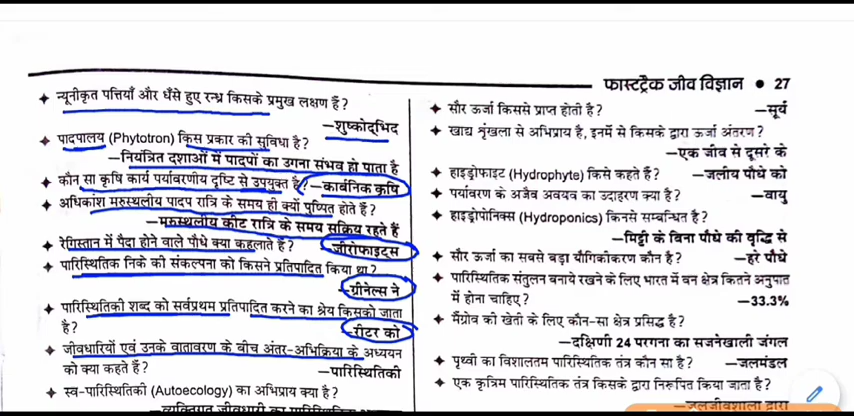 फास्टट्रैक जीव विज्ञान • 27
✦ न्यूनीकृत पत्तियाँ और धँसे हुए रन्ध्र किसके प्रमुख लक्षण हैं?
—शुष्कोद्भिद
✦ पादपालय (Phytotron) किस प्रकार की सुविधा है?
—नियंत्रित दशाओं में पादपों का उगना संभव हो पाता है
✦ कौन सा कृषि कार्य पर्यावरणीय दृष्टि से उपयुक्त है? —कार्बनिक कृषि
✦ अधिकांश मरुस्थलीय पादप रात्रि के समय ही क्यों पुष्पित होते हैं?
—मरुस्थलीय कीट रात्रि के समय सक्रिय रहते हैं
✦ रेगिस्तान में पैदा होने वाले पौधे क्या कहलाते हैं? —जीरोफाइट्स
✦ पारिस्थितिक निके की संकल्पना को किसने प्रतिपादित किया था?
—ग्रीनेल्स ने
✦ पारिस्थितिकी शब्द को सर्वप्रथम प्रतिपादित करने का श्रेय किसको जाता
है? —रीटर को
✦ जीवधारियों एवं उनके वातावरण के बीच अंतर-अभिक्रिया के अध्ययन
को क्या कहते हैं? —पारिस्थितिकी
✦ स्व-पारिस्थितिकी (Autoecology) का अभिप्राय क्या है?
✦ सौर ऊर्जा किससे प्राप्त होती है? —सूर्य
✦ खाद्य शृंखला से अभिप्राय है, इनमें से किसके द्वारा ऊर्जा अंतरण?
—एक जीव से दूसरे के
✦ हाइड्रोफाइट (Hydrophyte) किसे कहते हैं? —जलीय पौधे को
✦ पर्यावरण के अजैव अवयव का उदाहरण क्या है? —वायु
✦ हाइड्रोपोनिक्स (Hydroponics) किनसे सम्बन्धित है?
—मिट्टी के बिना पौधे की वृद्धि से
✦ सौर ऊर्जा का सबसे बड़ा यौगिकीकरण कौन है? —हरे पौधे
✦ पारिस्थितिक संतुलन बनाये रखने के लिए भारत में वन क्षेत्र कितने अनुपात
में होना चाहिए? —33.3%
✦ मैंग्रोव की खेती के लिए कौन-सा क्षेत्र प्रसिद्ध है?
—दक्षिणी 24 परगना का सजनेखाली जंगल
✦ पृथ्वी का विशालतम पारिस्थितिक तंत्र कौन सा है? —जलमंडल
✦ एक कृत्रिम पारिस्थितिक तंत्र किसके द्वारा निरूपित किया जाता है?
—जलजीवशाला द्वारा